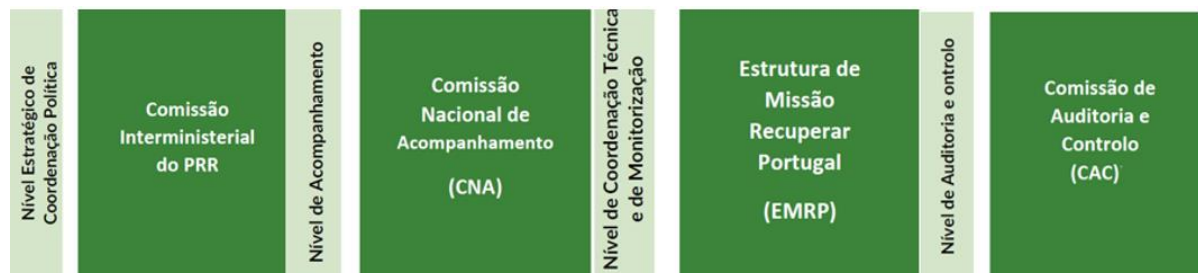 Nível Estratégico de
Coordenação Política
Comissão
Interministerial
do PRR
Nível de Acompanhamento
Comissão
Nacional de
Acompanhamento
(CNA)
Nível de Coordenação Técnica
e de Monitorização
Estrutura de
Missão
Recuperar
Portugal
(EMRP)
Nível de Auditoria e ontrolo
Comissão de
Auditoria e
Controlo
(CAC)